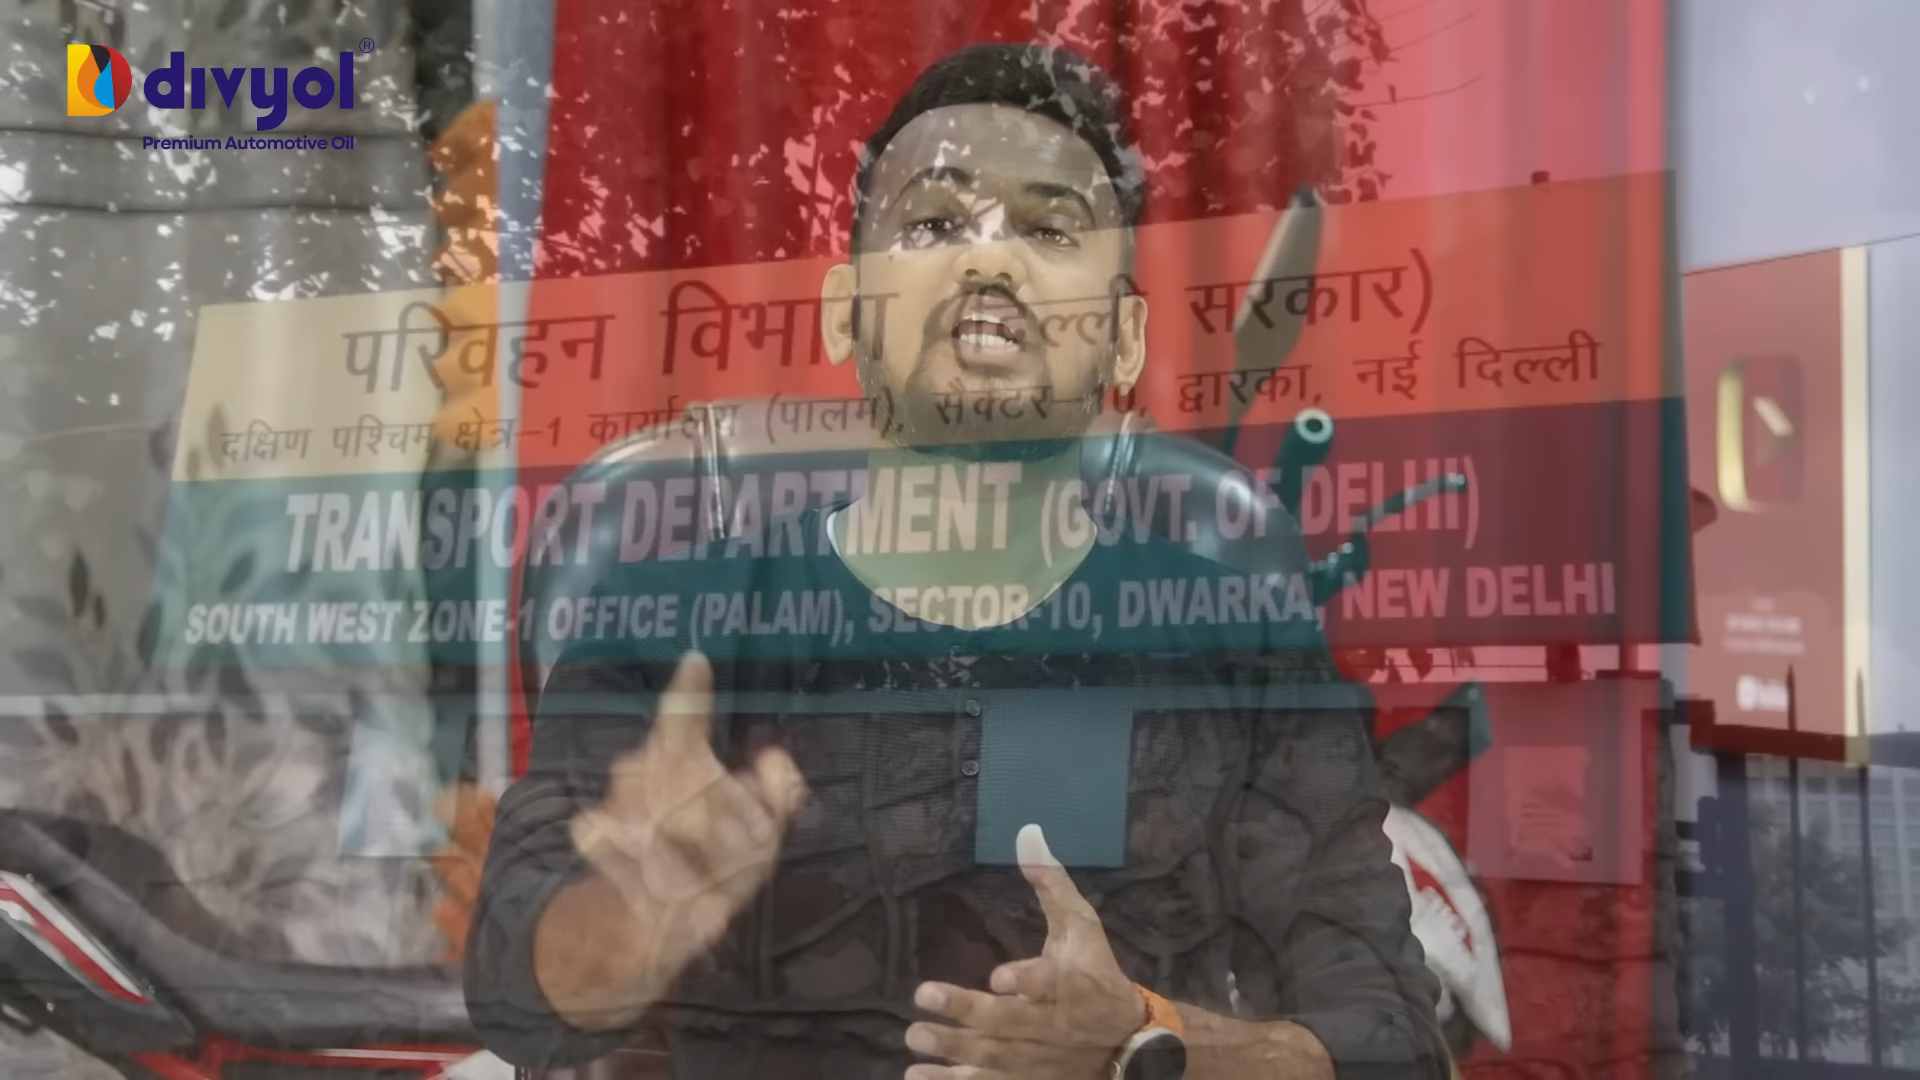 divyol®
Premium Automotive Oil
परिवहन विभाग दिल्ली सरकार)
दक्षिण पश्चिम क्षेत्र–1 कार्यालय (पालम), सैक्टर–10, द्वारका, नई दिल्ली
TRANSPORT DEPARTMENT (GOVT. OF DELHI)
SOUTH WEST ZONE-1 OFFICE (PALAM), SECTOR-10, DWARKA, NEW DELHI